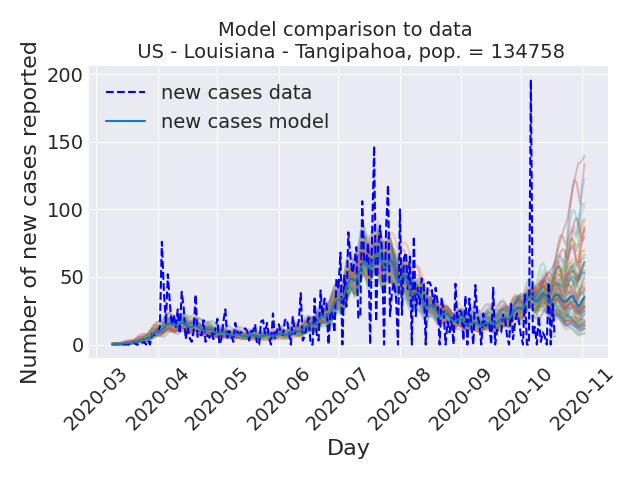 Model comparison to data
US - Louisiana - Tangipahoa, pop. = 134758
Number of new cases reported
200
150
100
50
0
new cases data
new cases model
2020-03
2020-04
2020-05
2020-06
2020-07
2020-08
2020-09
2020-10
2020-11
Day